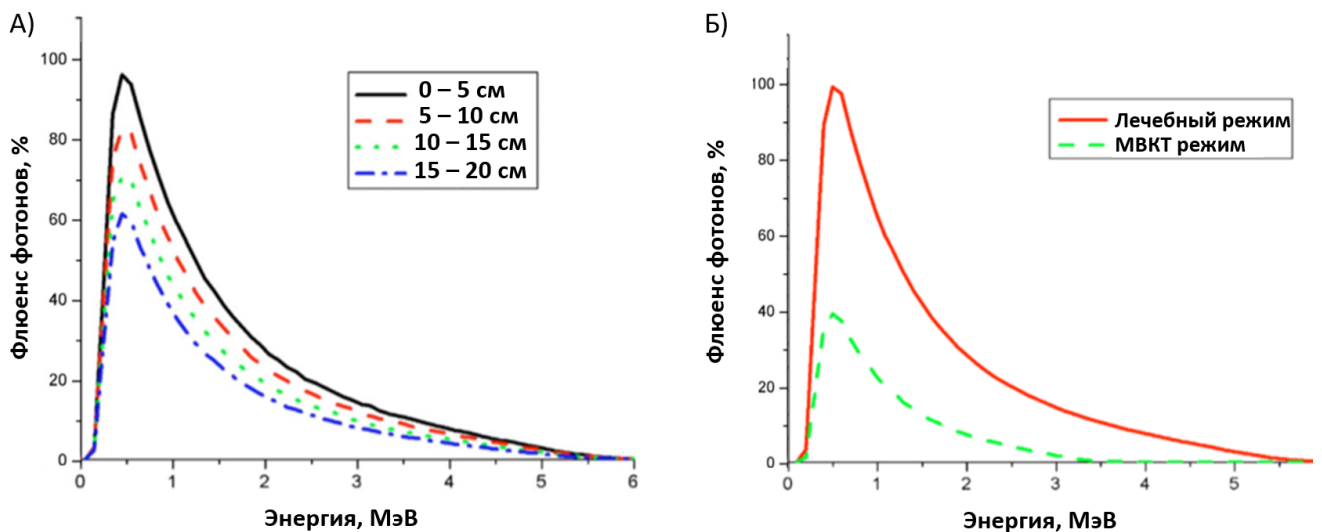 А)
Флюенс фотонов, %
100
80
60
40
20
0
0 – 5 см
5 – 10 см
10 – 15 см
15 – 20 см
0 1 2 3 4 5 6
Энергия, МэВ
Б)
Флюенс фотонов, %
100
80
60
40
20
0
Лечебный режим
МВКТ режим
0 1 2 3 4 5
Энергия, МэВ